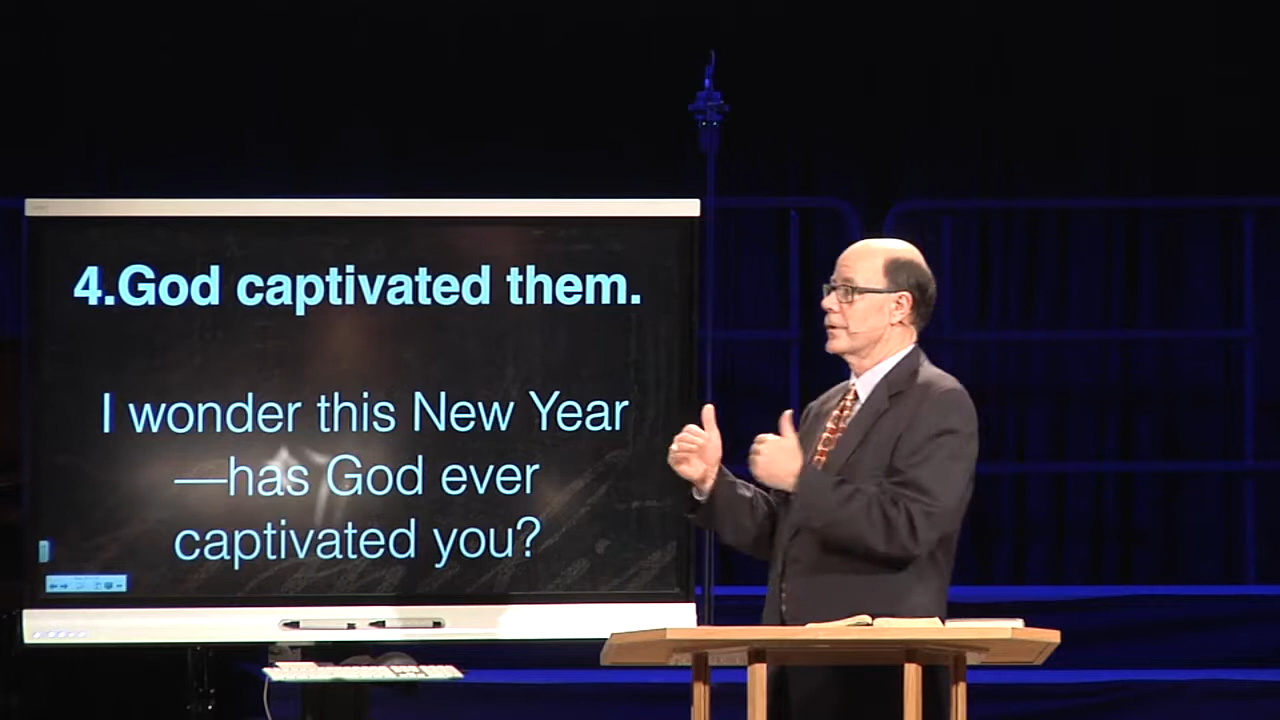 4.God captivated them.
I wonder this New Year
—has God ever
captivated you?